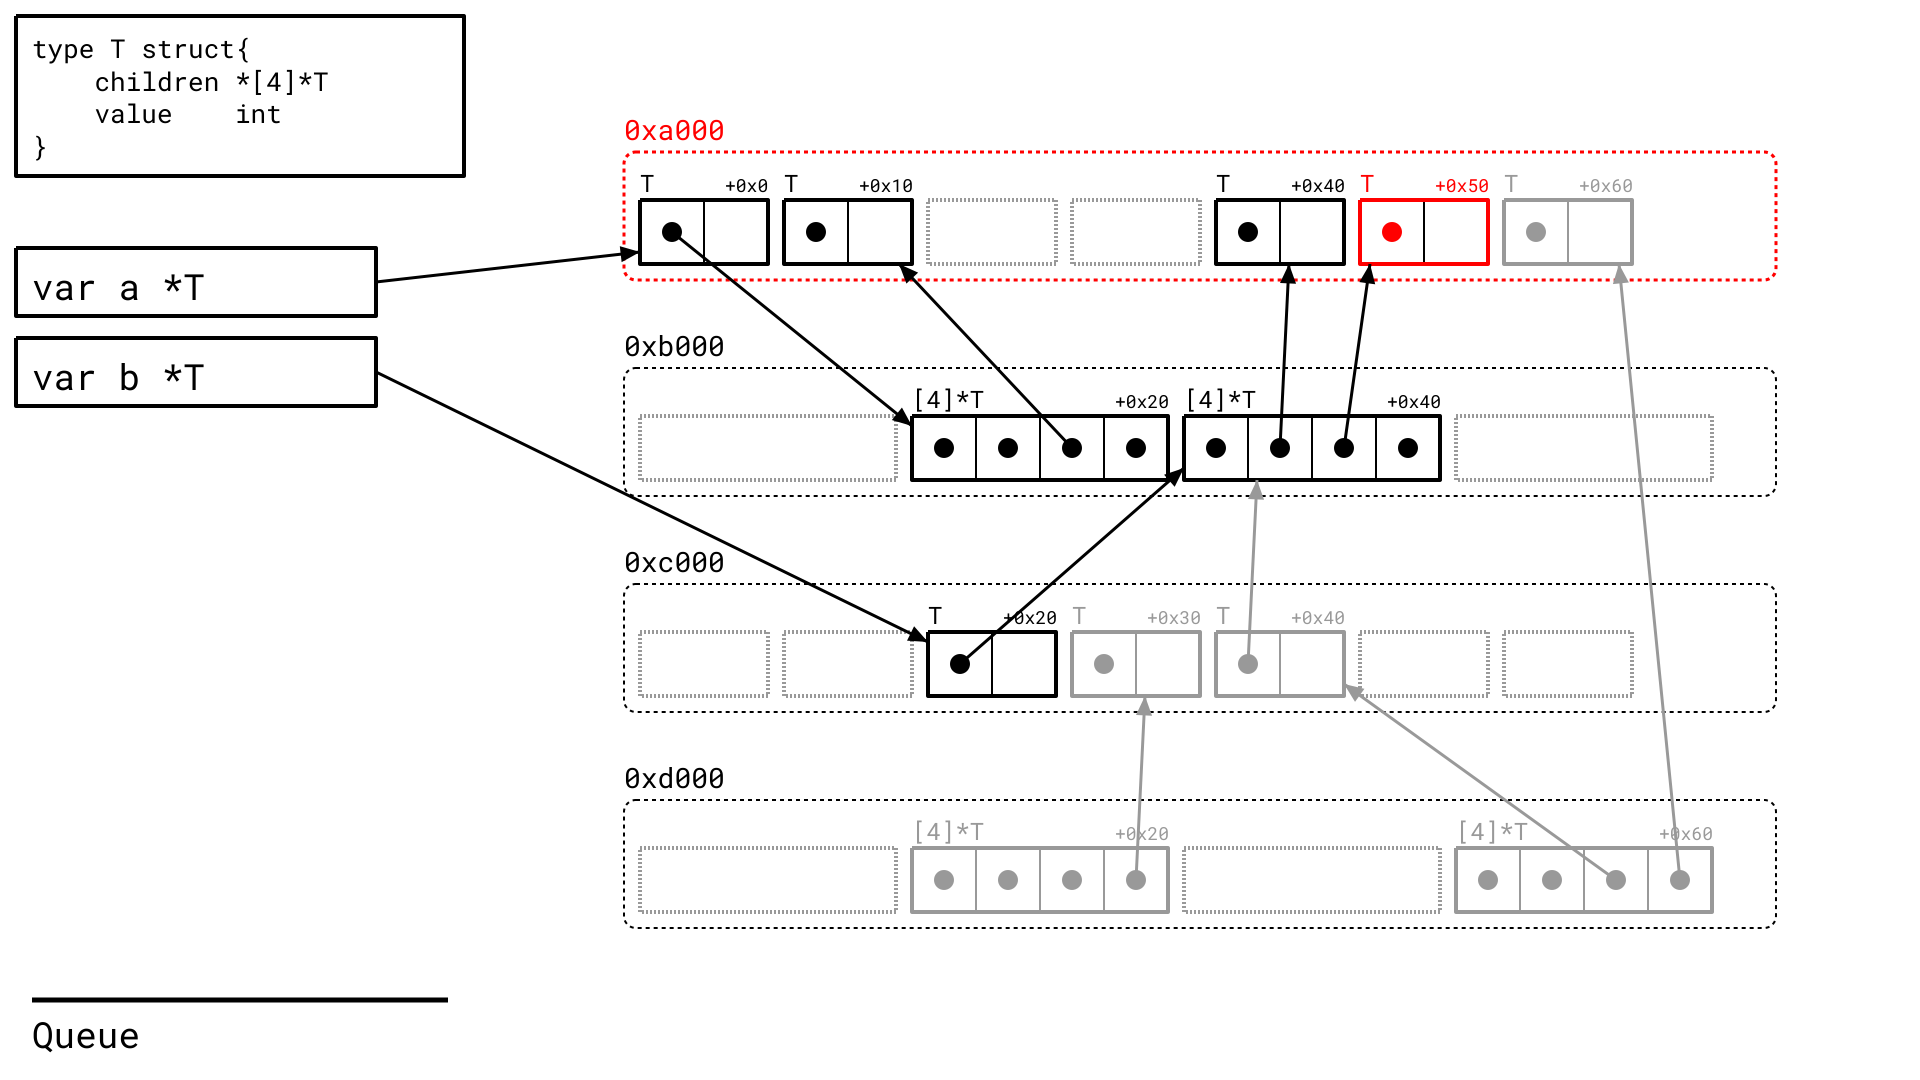 type T struct{
    children *[4]*T
    value    int
}
var a *T
var b *T
0xa000
T +0x0 T +0x10 T +0x40 T +0x50 T +0x60
0xb000
[4]*T +0x20 [4]*T +0x40
0xc000
T +0x20 T +0x30 T +0x40
0xd000
[4]*T +0x20 [4]*T +0x60
Queue